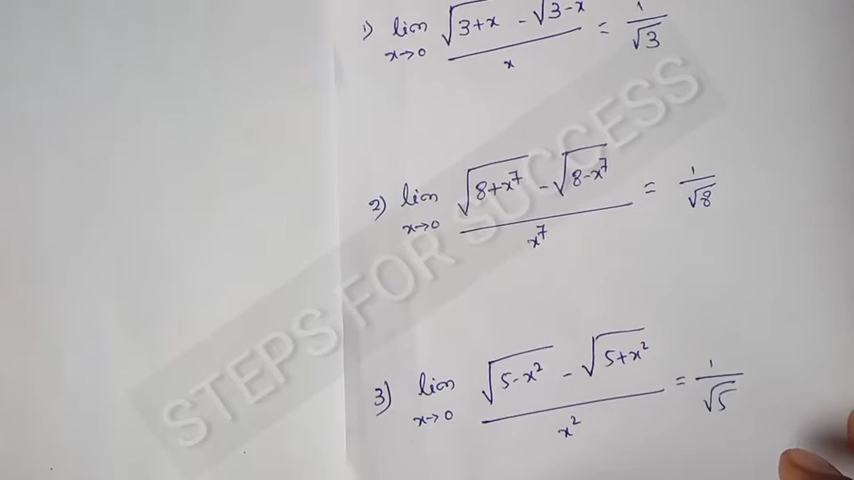 1) lim x→0 (√(3+x) - √(3-x)) / x = 1/√3
2) lim x→0 (√(8+x⁷) - √(8-x⁷)) / x⁷ = 1/√8
3) lim x→0 (√(5-x²) - √(5+x²)) / x² = 1/√5
STEPS FOR SUCCESS